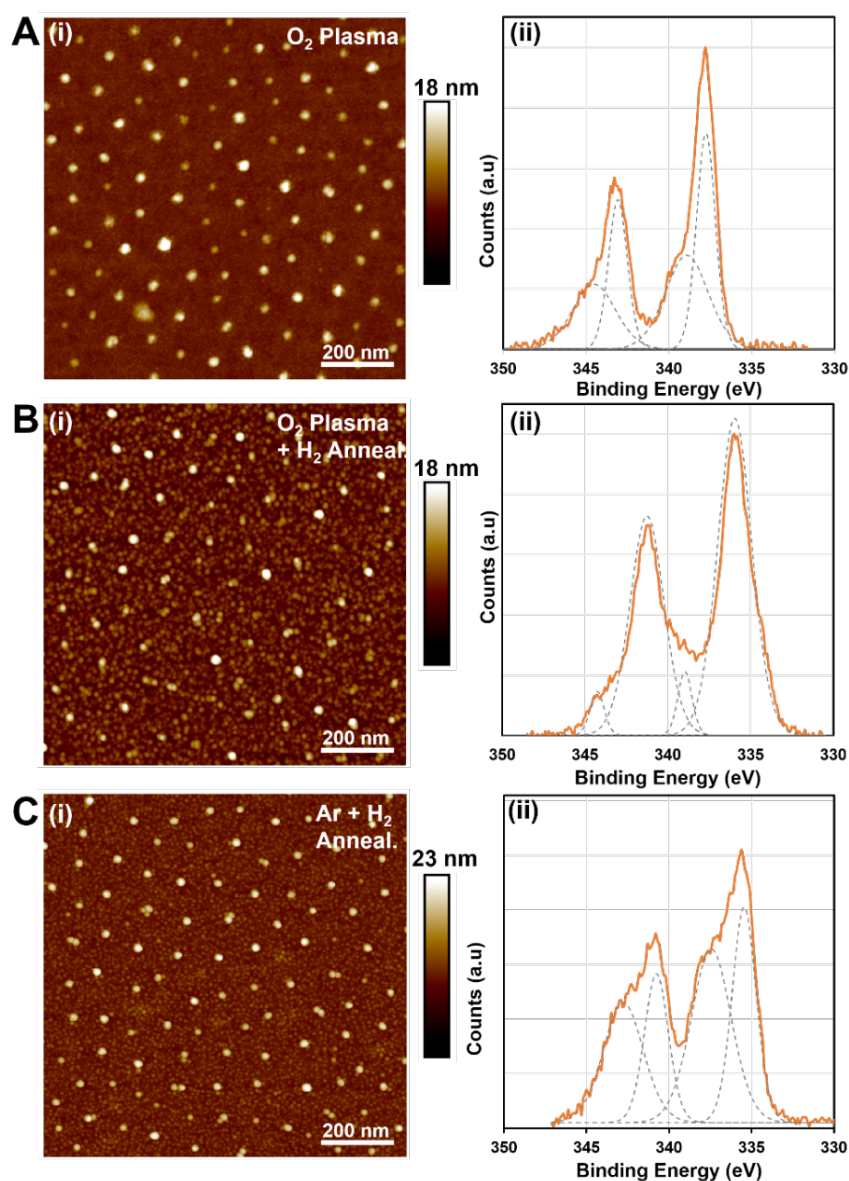 A
(i)
O2 Plasma
18 nm
200 nm
(ii)
Counts (a.u)
350 345 340 335 330
Binding Energy (eV)
B
(i)
O2 Plasma
+ H2 Anneal.
18 nm
200 nm
(ii)
Counts (a.u)
350 345 340 335 330
Binding Energy (eV)
C
(i)
Ar + H2
Anneal.
23 nm
200 nm
(ii)
Counts (a.u)
350 345 340 335 330
Binding Energy (eV)